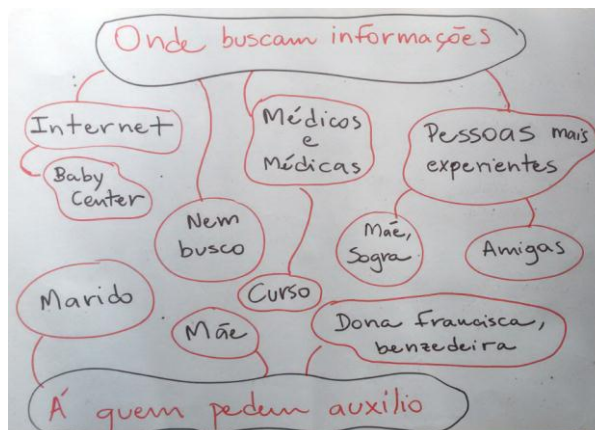 Onde buscam informações
Internet
Baby
Center
Nem
busco
Médicos
e
Médicas
Curso
Pessoas mais
experientes
Mãe,
Sogra
Amigas
Marido
Mãe
Dona Francisca,
benzedeira
Á quem pedem auxílio